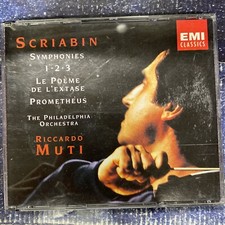 SCRIABIN
EMI
CLASSICS
SYMPHONIES
1·2·3
LE POÈME
DE L'EXTASE
PROMETHEUS
THE PHILADELPHIA
ORCHESTRA
RICCARDO
MUTI